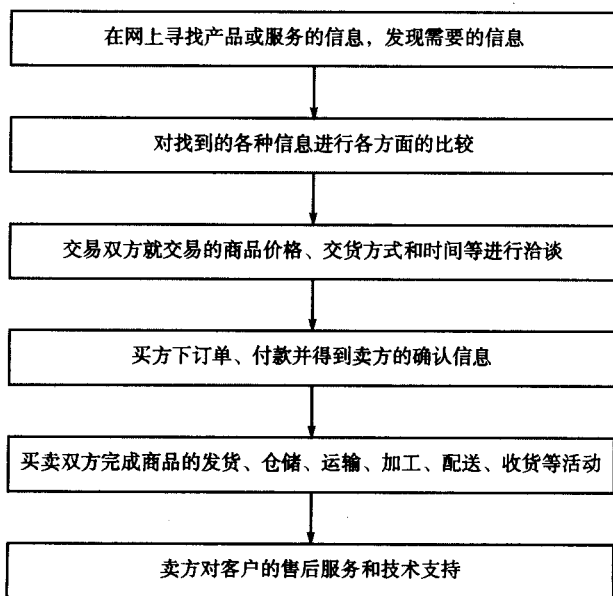 在网上寻找产品或服务的信息，发现需要的信息
对找到的各种信息进行各方面的比较
交易双方就交易的商品价格、交货方式和时间等进行洽谈
买方下订单、付款并得到卖方的确认信息
买卖双方完成商品的发货、仓储、运输、加工、配送、收货等活动
卖方对客户的售后服务和技术支持